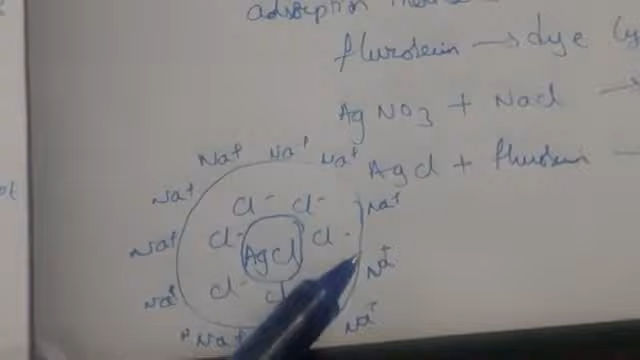 adsorption
flurosein → dye
AgNO3 + Nacl →
Agcl + flurosein –
Na+ Na+ Na+
Na+ Cl- Cl- Na+
Na+ Cl- AgCl Cl- Na+
Na+ Cl- Cl
Na+ Na+